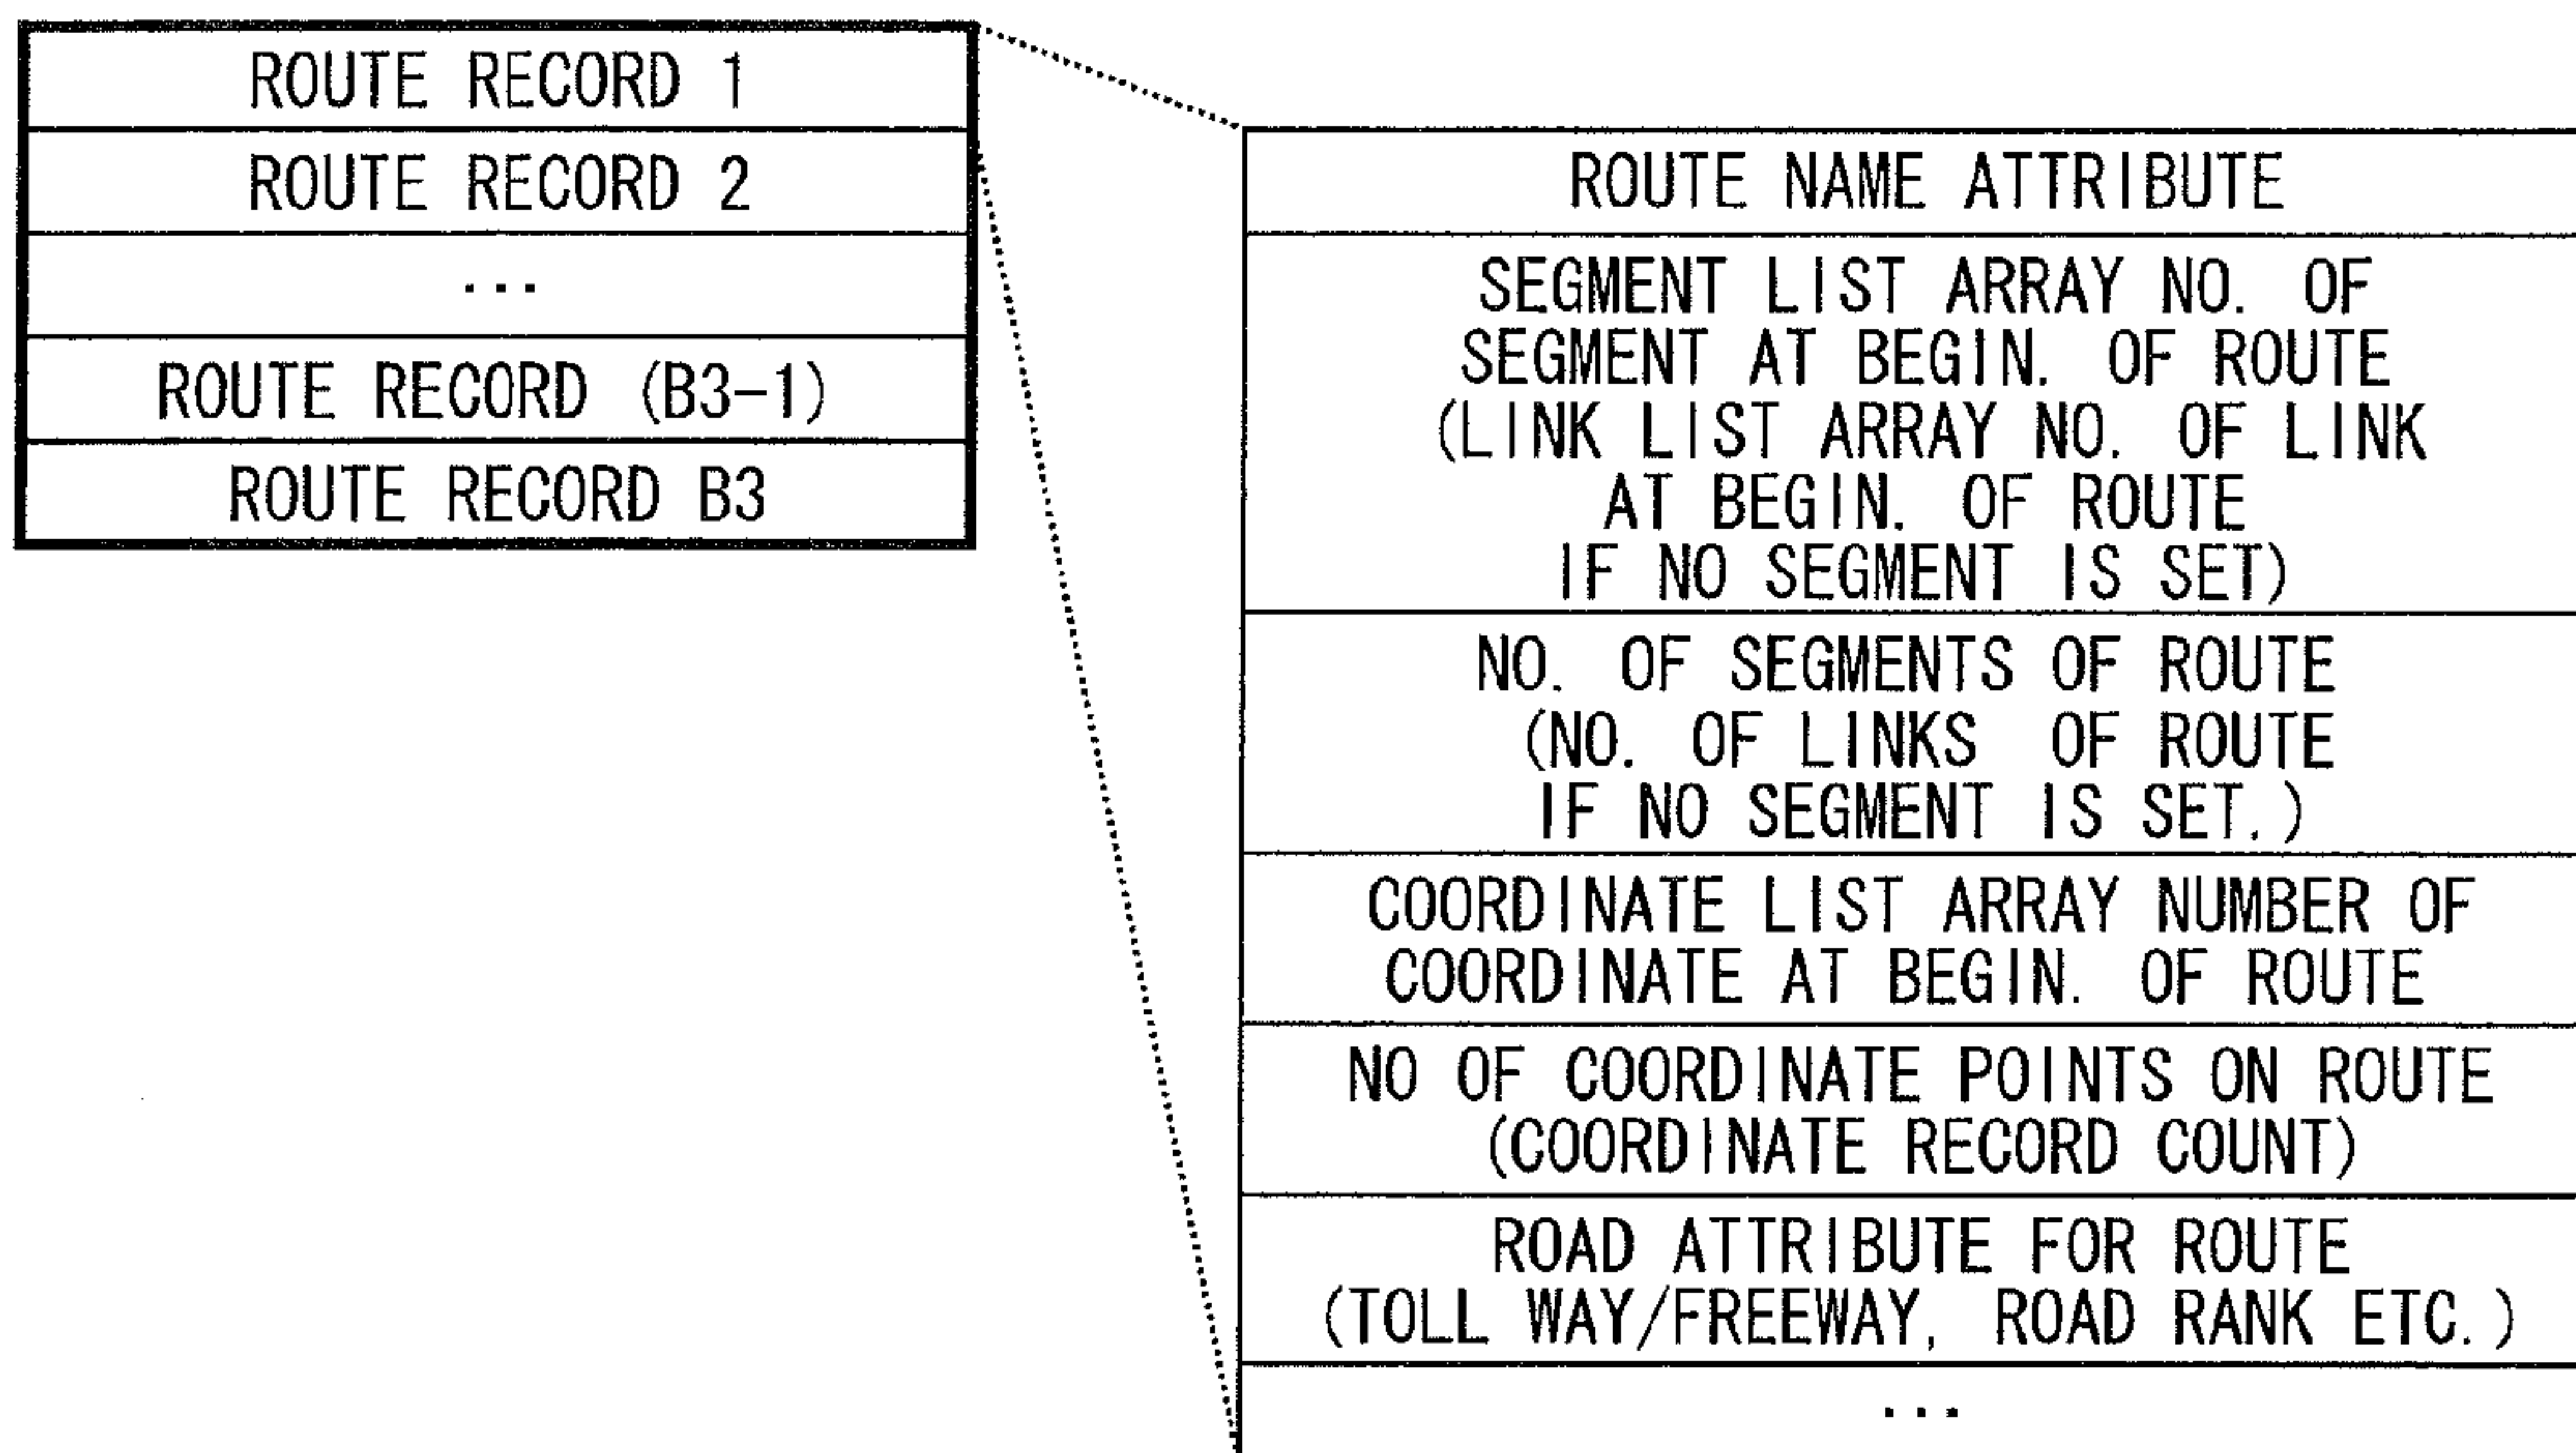 ROUTE RECORD 1
ROUTE RECORD 2
...
ROUTE RECORD (B3-1)
ROUTE RECORD B3
ROUTE NAME ATTRIBUTE
SEGMENT LIST ARRAY NO. OF
SEGMENT AT BEGIN. OF ROUTE
(LINK LIST ARRAY NO. OF LINK
AT BEGIN. OF ROUTE
IF NO SEGMENT IS SET)
NO. OF SEGMENTS OF ROUTE
(NO. OF LINKS OF ROUTE
IF NO SEGMENT IS SET.)
COORDINATE LIST ARRAY NUMBER OF
COORDINATE AT BEGIN. OF ROUTE
NO OF COORDINATE POINTS ON ROUTE
(COORDINATE RECORD COUNT)
ROAD ATTRIBUTE FOR ROUTE
(TOLL WAY/FREEWAY, ROAD RANK ETC.)
...